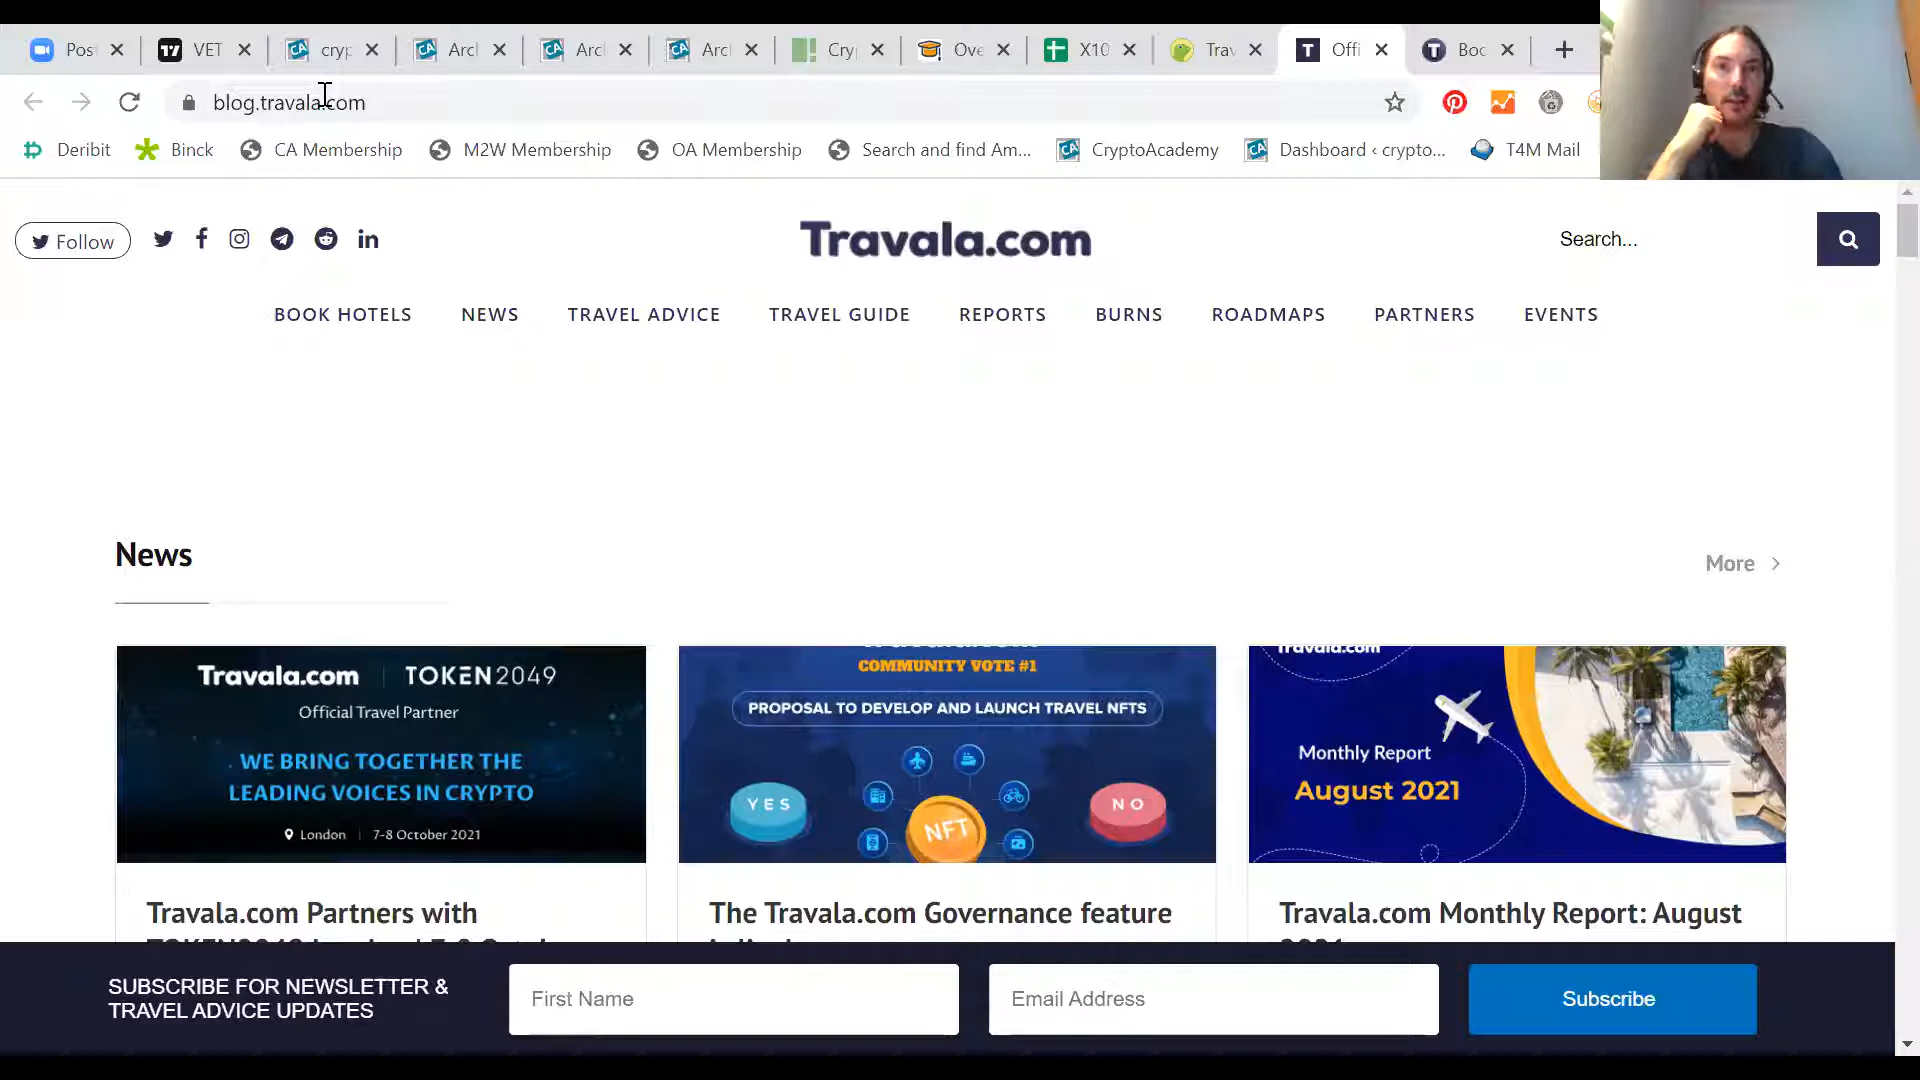 Pos
VET
cryp
Arcl
Arcl
Arcl
Cry
Ove
X10
Trav
Offi
Boo
blog.travala.com
Deribit
Binck
CA Membership
M2W Membership
OA Membership
Search and find Am...
CryptoAcademy
Dashboard ‹ crypto...
T4M Mail
Follow
Travala.com
Search...
BOOK HOTELS
NEWS
TRAVEL ADVICE
TRAVEL GUIDE
REPORTS
BURNS
ROADMAPS
PARTNERS
EVENTS
News
More
Travala.com | TOKEN2049
Official Travel Partner
WE BRING TOGETHER THE
LEADING VOICES IN CRYPTO
London | 7-8 October 2021
COMMUNITY VOTE #1
PROPOSAL TO DEVELOP AND LAUNCH TRAVEL NFTS
YES
NFT
NO
Travala.com
Monthly Report
August 2021
Travala.com Partners with
The Travala.com Governance feature
Travala.com Monthly Report: August
SUBSCRIBE FOR NEWSLETTER &
TRAVEL ADVICE UPDATES
First Name
Email Address
Subscribe